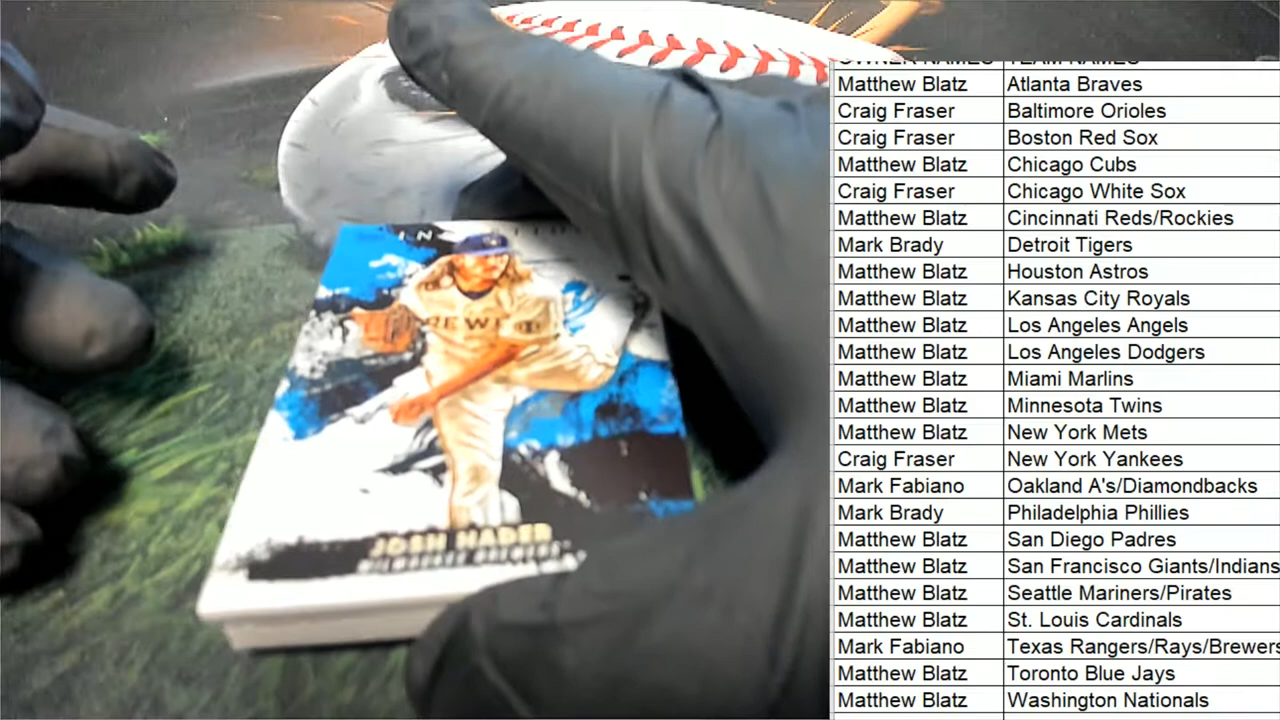 OWNER NAMES TEAM NAMES
Matthew Blatz Atlanta Braves
Craig Fraser Baltimore Orioles
Craig Fraser Boston Red Sox
Matthew Blatz Chicago Cubs
Craig Fraser Chicago White Sox
Matthew Blatz Cincinnati Reds/Rockies
Mark Brady Detroit Tigers
Matthew Blatz Houston Astros
Matthew Blatz Kansas City Royals
Matthew Blatz Los Angeles Angels
Matthew Blatz Los Angeles Dodgers
Matthew Blatz Miami Marlins
Matthew Blatz Minnesota Twins
Matthew Blatz New York Mets
Craig Fraser New York Yankees
Mark Fabiano Oakland A's/Diamondbacks
Mark Brady Philadelphia Phillies
Matthew Blatz San Diego Padres
Matthew Blatz San Francisco Giants/Indians
Matthew Blatz Seattle Mariners/Pirates
Matthew Blatz St. Louis Cardinals
Mark Fabiano Texas Rangers/Rays/Brewers
Matthew Blatz Toronto Blue Jays
Matthew Blatz Washington Nationals
JOSH HADER
MILWAUKEE BREWERS